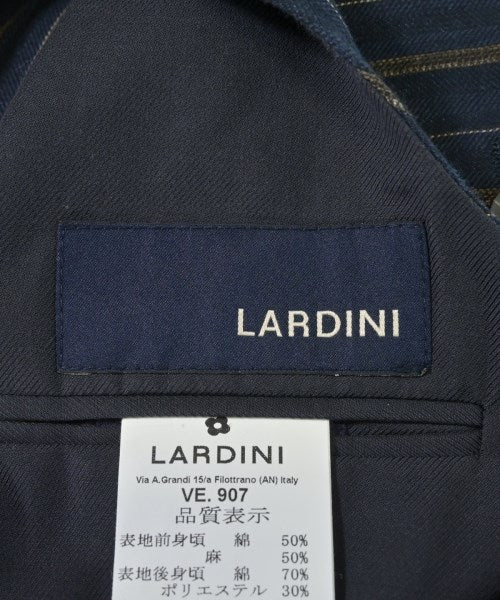 LARDINI
LARDINI
Via A.Grandi 15/a Filottrano (AN) Italy
VE. 907
品質表示
表地前身頃 綿 50%
麻 50%
表地後身頃 綿 70%
ポリエステル 30%